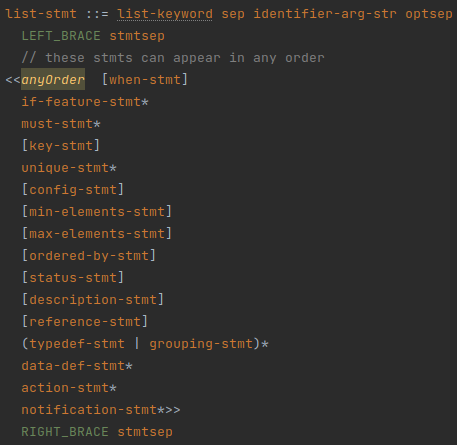 list-stmt ::= list-keyword sep identifier-arg-str optsep
LEFT_BRACE stmtsep
// these stmts can appear in any order
<<anyOrder [when-stmt]
if-feature-stmt*
must-stmt*
[key-stmt]
unique-stmt*
[config-stmt]
[min-elements-stmt]
[max-elements-stmt]
[ordered-by-stmt]
[status-stmt]
[description-stmt]
[reference-stmt]
(typedef-stmt | grouping-stmt)*
data-def-stmt*
action-stmt*
notification-stmt*>>
RIGHT_BRACE stmtsep